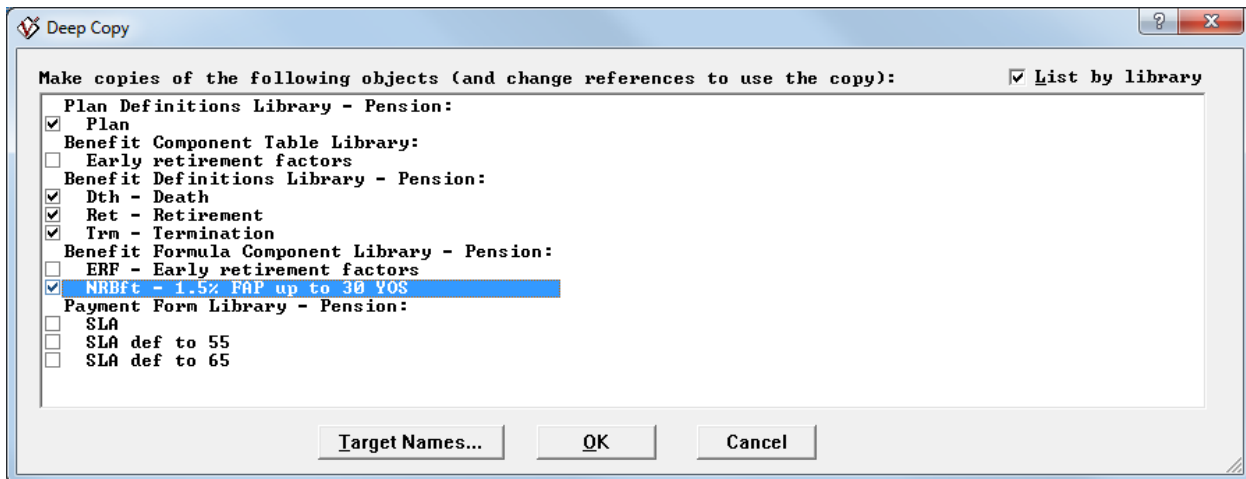 Deep Copy
Make copies of the following objects (and change references to use the copy):
List by library
Plan Definitions Library - Pension:
Plan
Benefit Component Table Library:
Early retirement factors
Benefit Definitions Library - Pension:
Dth - Death
Ret - Retirement
Trm - Termination
Benefit Formula Component Library - Pension:
ERF - Early retirement factors
NRBft - 1.5% FAP up to 30 YOS
Payment Form Library - Pension:
SLA
SLA def to 55
SLA def to 65
Target Names... OK Cancel